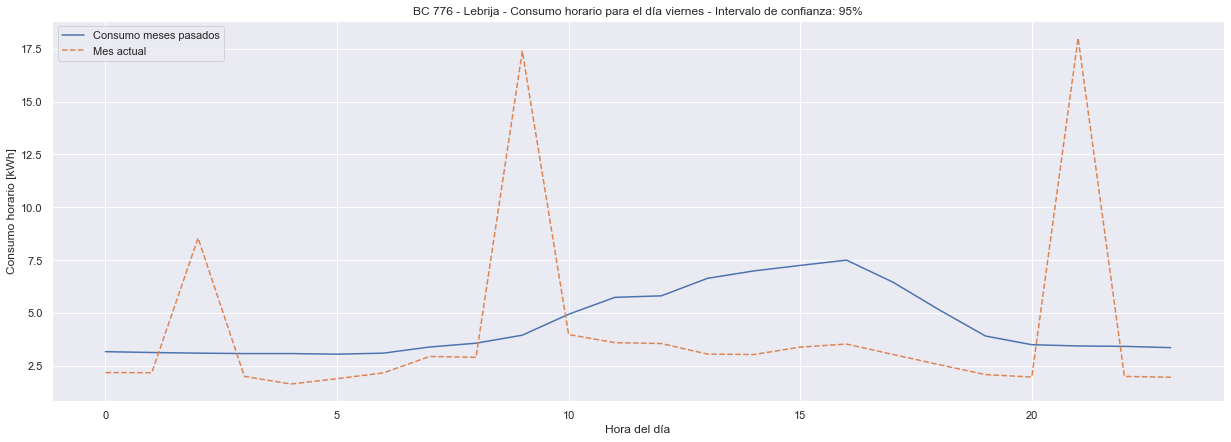 BC 776 - Lebrija - Consumo horario para el día viernes - Intervalo de confianza: 95%
Consumo meses pasados
Mes actual
Consumo horario [kWh]
17.5
15.0
12.5
10.0
7.5
5.0
2.5
0 5 10 15 20
Hora del día